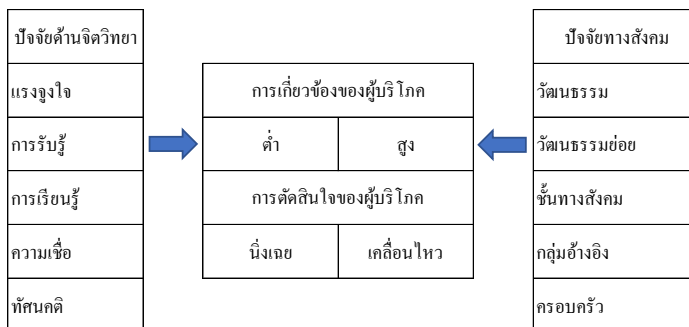 ปัจจัยด้านจิตวิทยา
แรงจูงใจ
การรับรู้
การเรียนรู้
ความเชื่อ
ทัศนคติ
การเกี่ยวข้องของผู้บริโภค
ต่ำ สูง
การตัดสินใจของผู้บริโภค
นิ่งเฉย เคลื่อนไหว
ปัจจัยทางสังคม
วัฒนธรรม
วัฒนธรรมย่อย
ชั้นทางสังคม
กลุ่มอ้างอิง
ครอบครัว